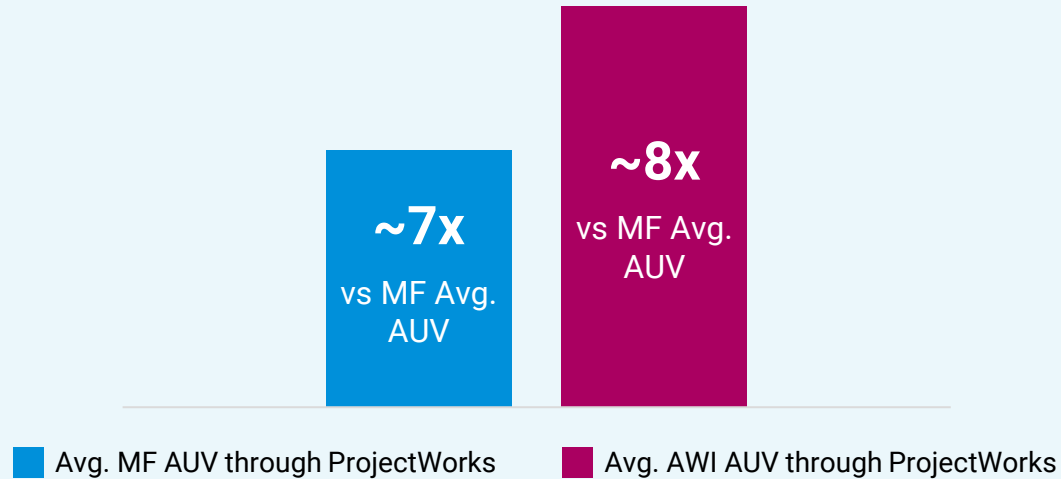 ~7x
vs MF Avg.
AUV
~8x
vs MF Avg.
AUV
Avg. MF AUV through ProjectWorks
Avg. AWI AUV through ProjectWorks